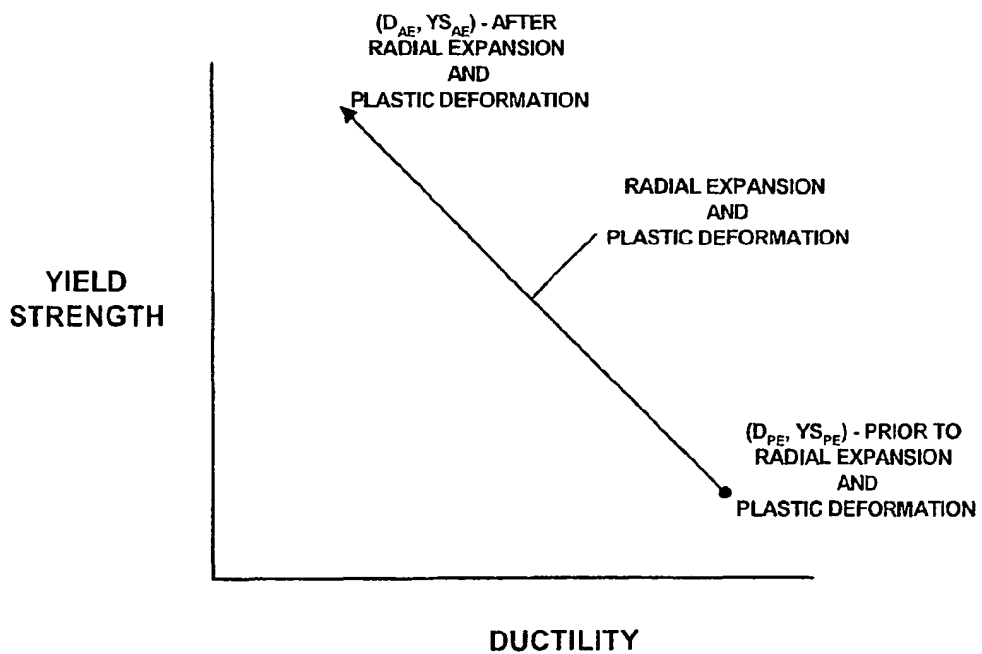 (D_AE, YS_AE) - AFTER
RADIAL EXPANSION
AND
PLASTIC DEFORMATION
RADIAL EXPANSION
AND
PLASTIC DEFORMATION
YIELD
STRENGTH
(D_PE, YS_PE) - PRIOR TO
RADIAL EXPANSION
AND
PLASTIC DEFORMATION
DUCTILITY